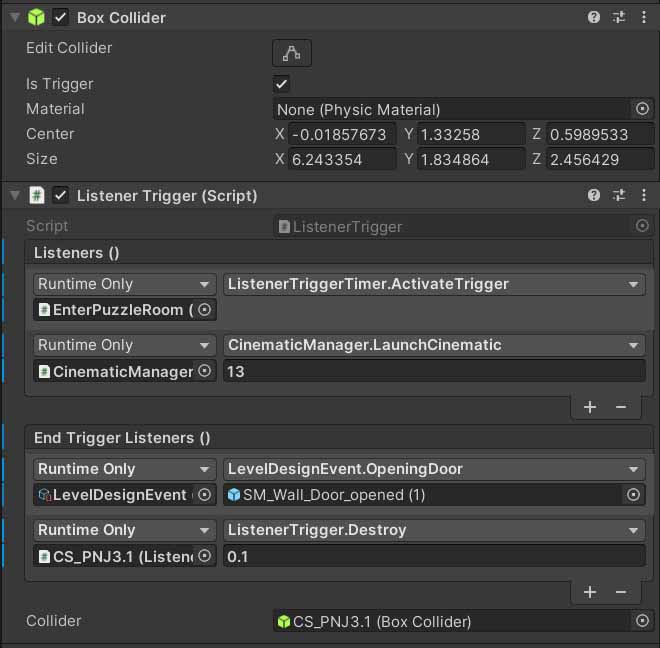 Box Collider
Edit Collider
Is Trigger
Material None (Physic Material)
Center X -0.01857673 Y 1.33258 Z 0.5989533
Size X 6.243354 Y 1.834864 Z 2.456429
# Listener Trigger (Script)
Script # ListenerTrigger
Listeners ()
Runtime Only ListenerTriggerTimer.ActivateTrigger
# EnterPuzzleRoom (
Runtime Only CinematicManager.LaunchCinematic
# CinematicManager 13
+ −
End Trigger Listeners ()
Runtime Only LevelDesignEvent.OpeningDoor
LevelDesignEvent SM_Wall_Door_opened (1)
Runtime Only ListenerTrigger.Destroy
# CS_PNJ3.1 (Listene 0.1
+ −
Collider CS_PNJ3.1 (Box Collider)